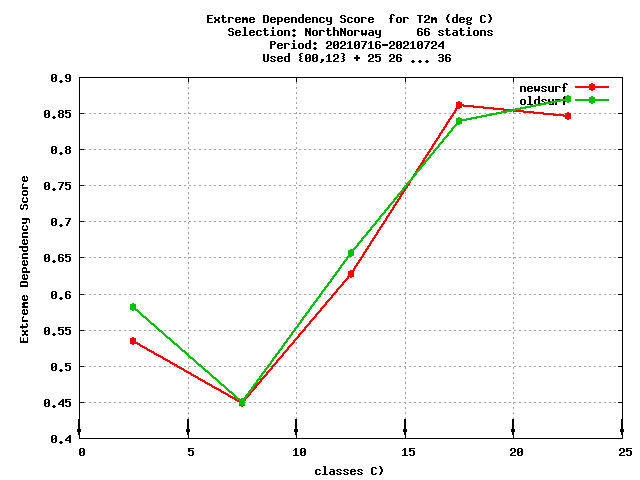 Extreme Dependency Score  for T2m (deg C)
Selection: NorthNorway     66 stations
Period: 20210716-20210724
Used {00,12} + 25 26 ... 36
0.9
0.85
0.8
0.75
0.7
0.65
0.6
0.55
0.5
0.45
0.4
Extreme Dependency Score
newsurf
oldsurf
0 5 10 15 20 25
classes C)